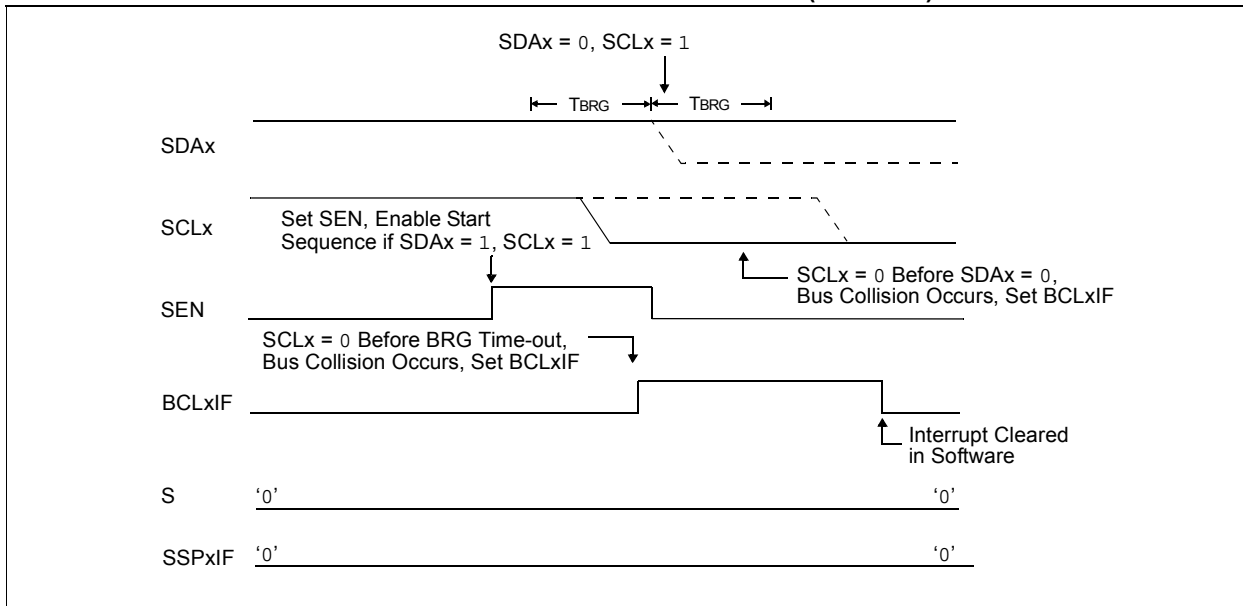 SDAx = 0, SCLx = 1
TBRG TBRG
SDAx
SCLx
Set SEN, Enable Start
Sequence if SDAx = 1, SCLx = 1
SCLx = 0 Before SDAx = 0,
Bus Collision Occurs, Set BCLxIF
SEN
SCLx = 0 Before BRG Time-out,
Bus Collision Occurs, Set BCLxIF
BCLxIF
Interrupt Cleared
in Software
S ‘0’ ‘0’
SSPxIF ‘0’ ‘0’